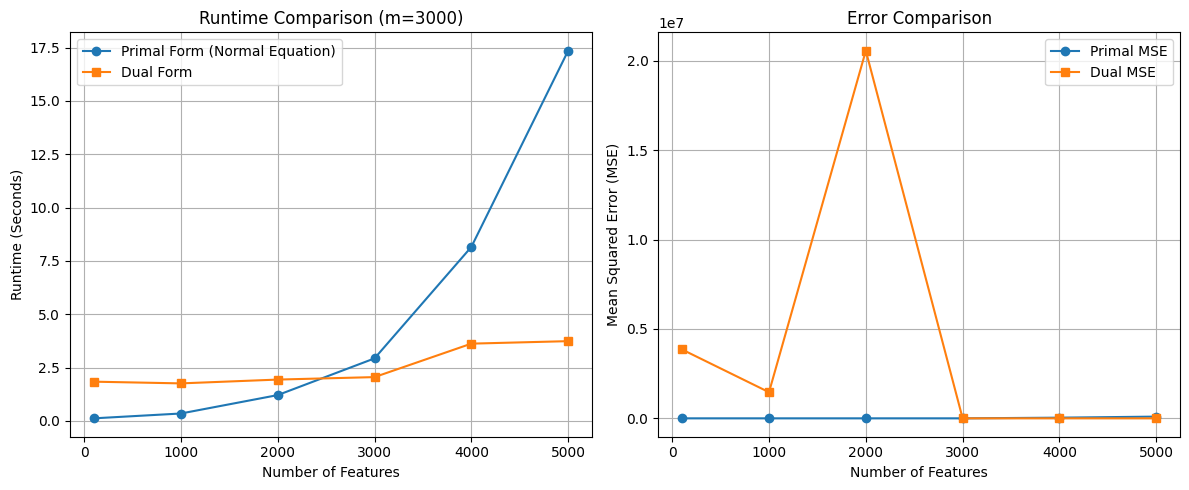 Runtime Comparison (m=3000)
Primal Form (Normal Equation)
Dual Form
17.5
15.0
12.5
10.0
7.5
5.0
2.5
0.0
Runtime (Seconds)
0 1000 2000 3000 4000 5000
Number of Features
Error Comparison
1e7
Primal MSE
Dual MSE
2.0
1.5
1.0
0.5
0.0
Mean Squared Error (MSE)
0 1000 2000 3000 4000 5000
Number of Features